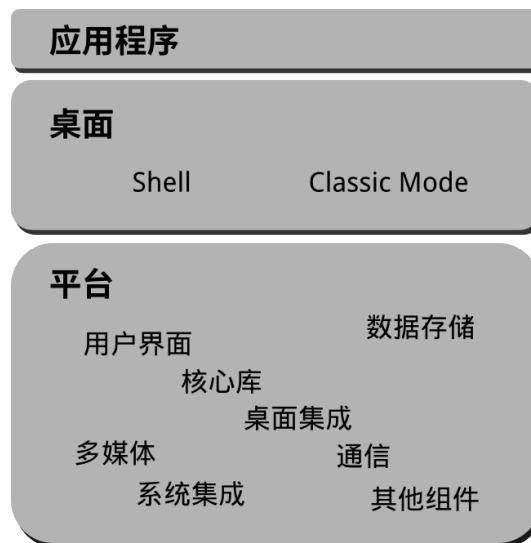 应用程序
桌面
Shell Classic Mode
平台
数据存储
用户界面
核心库
桌面集成
多媒体 通信
系统集成 其他组件